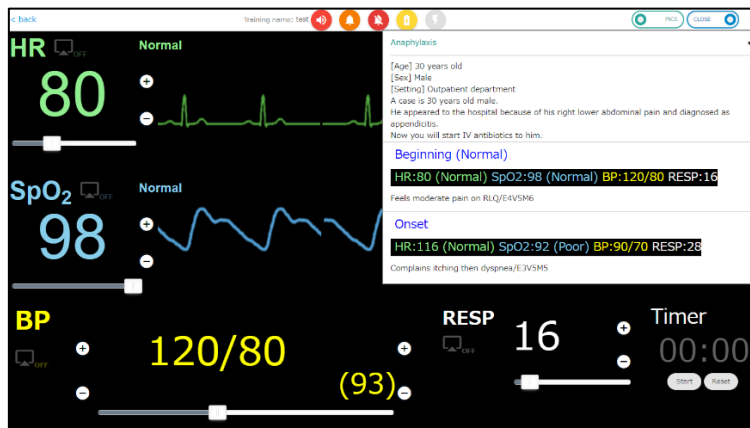 < back
Training name: test
PICS
CLOSE
HR
OFF
Normal
80
Anaphylaxis
[Age] 30 years old
[Sex] Male
[Setting] Outpatient department
A case is 30 years old male.
He appeared to the hospital because of his right lower abdominal pain and diagnosed as
appendicitis.
Now you will start IV antibiotics to him.
Beginning (Normal)
HR:80 (Normal) SpO2:98 (Normal) BP:120/80 RESP:16
Feels moderate pain on RLQ/E4V5M6
Onset
HR:116 (Normal) SpO2:92 (Poor) BP:90/70 RESP:28
Complains itching then dyspnea/E3V5M5
SpO2
OFF
Normal
98
BP
OFF
120/80
(93)
RESP
OFF
16
Timer
00:00
Start
Reset